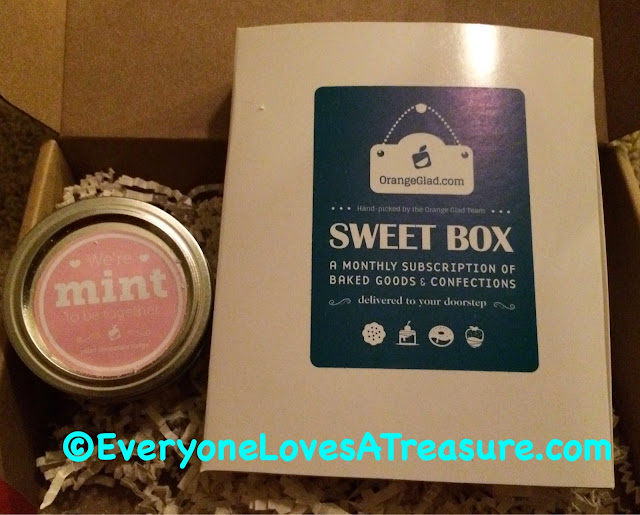 We're
mint
to be together
OrangeGlad.com
Hand-picked by the Orange Glad Team
SWEET BOX
A MONTHLY SUBSCRIPTION OF
BAKED GOODS & CONFECTIONS
delivered to your doorstep
©EveryoneLovesATreasure.com